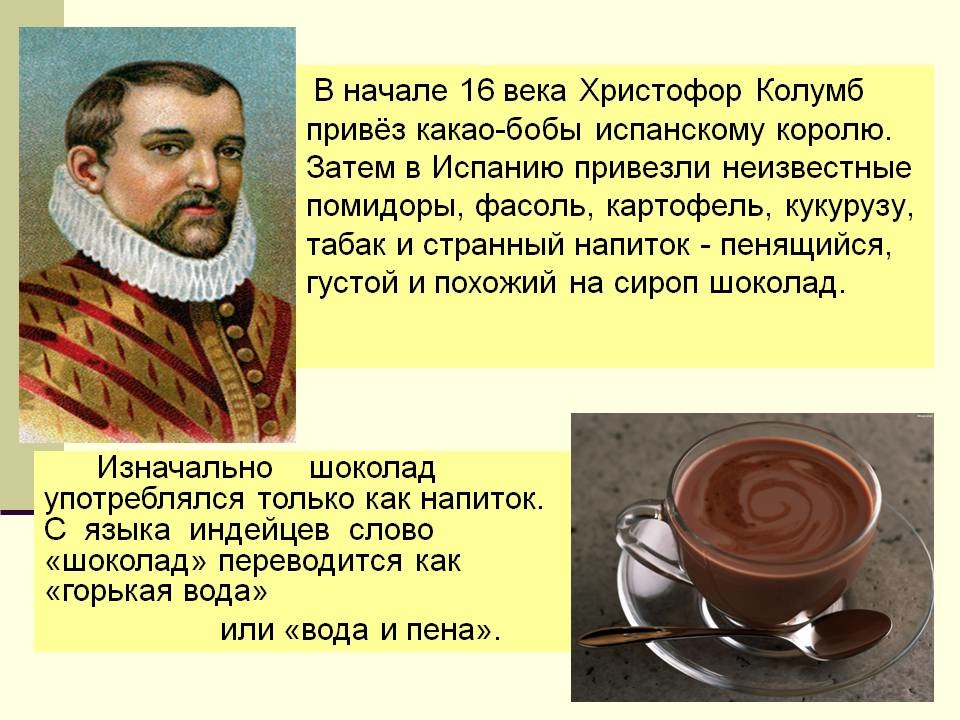 В начале 16 века Христофор Колумб
привёз какао-бобы испанскому королю.
Затем в Испанию привезли неизвестные
помидоры, фасоль, картофель, кукурузу,
табак и странный напиток - пенящийся,
густой и похожий на сироп шоколад.
Изначально шоколад
употреблялся только как напиток.
С языка индейцев слово
«шоколад» переводится как
«горькая вода»
или «вода и пена».